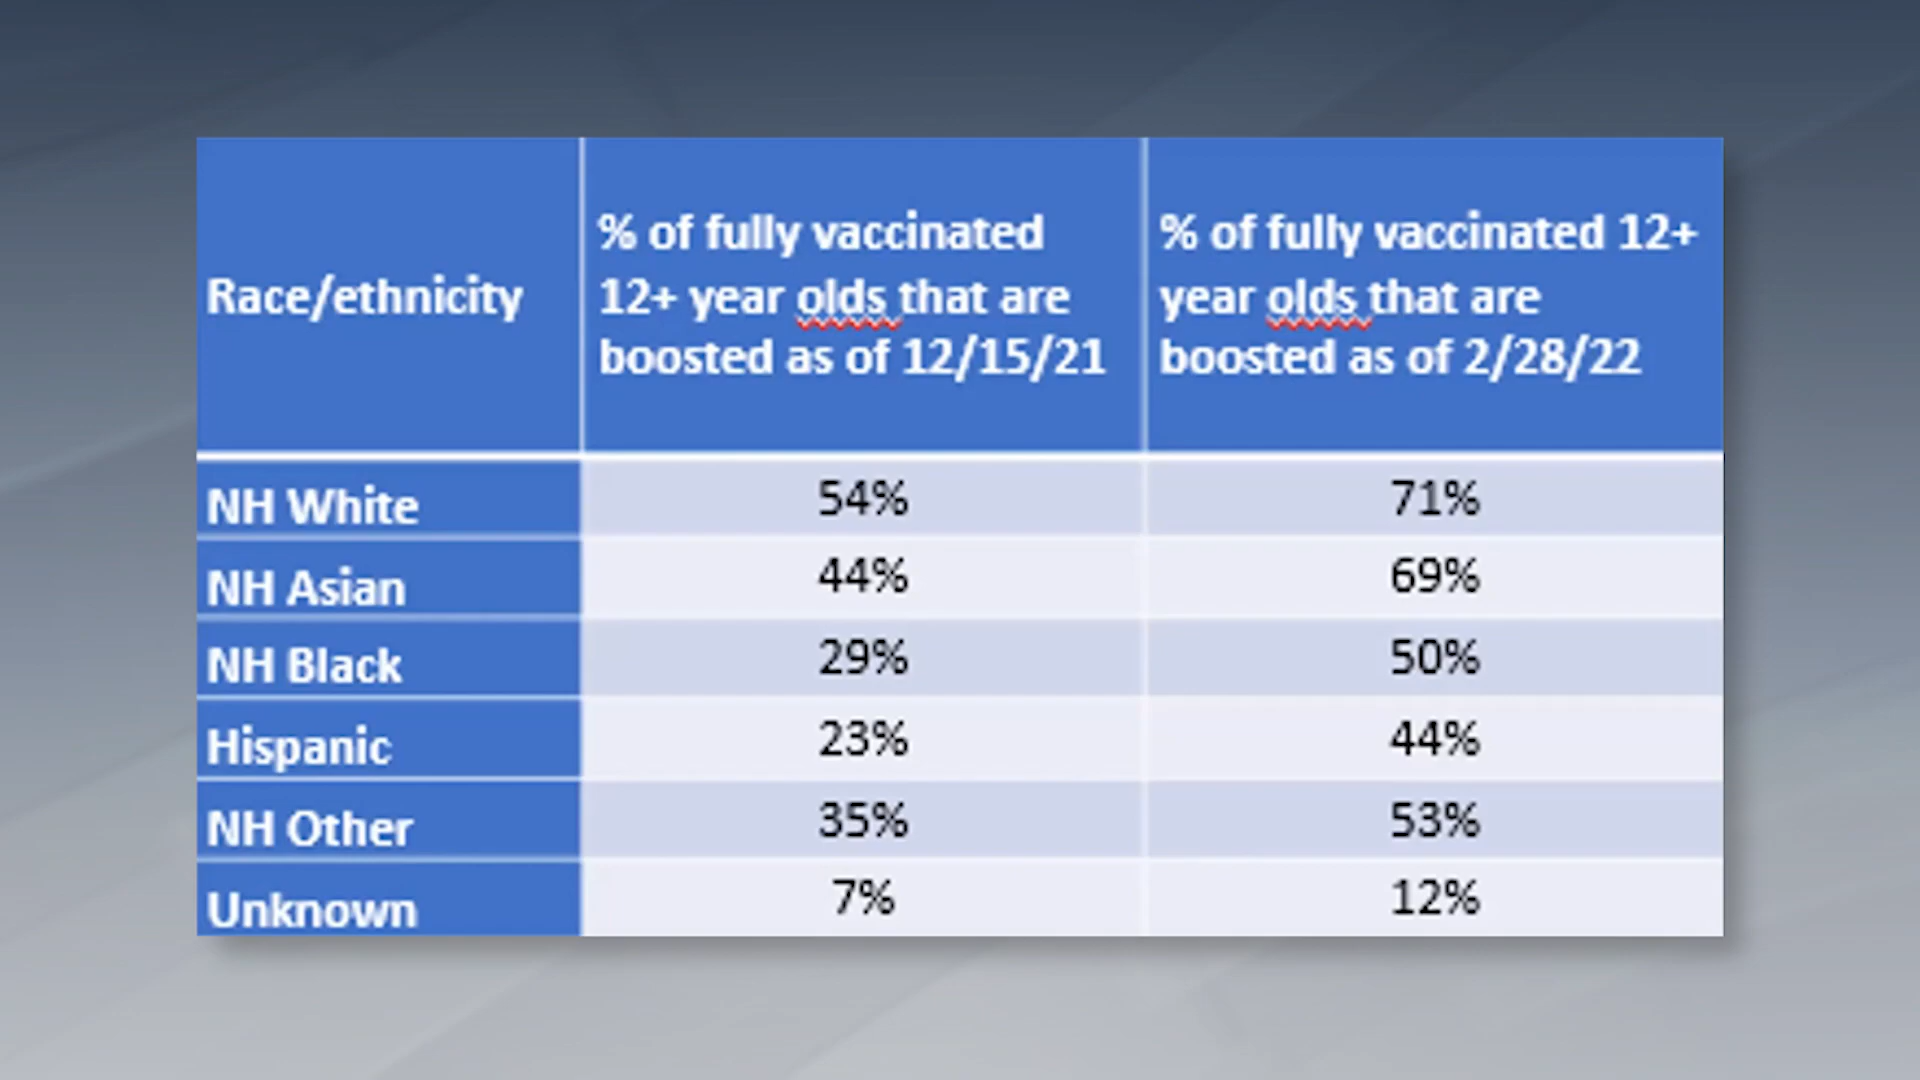 Race/ethnicity
% of fully vaccinated
12+ year olds that are
boosted as of 12/15/21
% of fully vaccinated 12+
year olds that are
boosted as of 2/28/22
NH White 54% 71%
NH Asian 44% 69%
NH Black 29% 50%
Hispanic 23% 44%
NH Other 35% 53%
Unknown 7% 12%